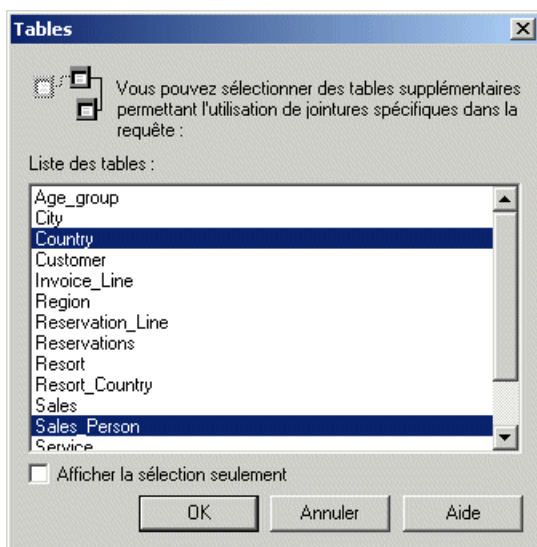 Tables
Vous pouvez sélectionner des tables supplémentaires
permettant l'utilisation de jointures spécifiques dans la
requête :
Liste des tables :
Age_group
City
Country
Customer
Invoice_Line
Region
Reservation_Line
Reservations
Resort
Resort_Country
Sales
Sales_Person
Service
Afficher la sélection seulement
OK Annuler Aide